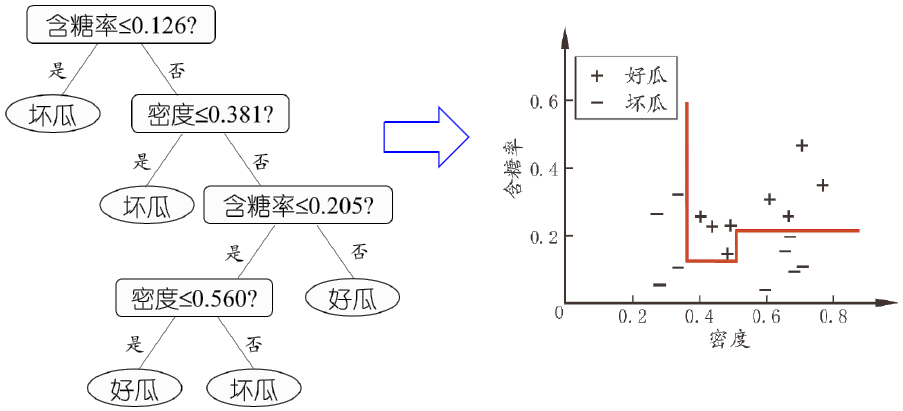 含糖率≤0.126?
是
否
坏瓜
密度≤0.381?
是
否
坏瓜
含糖率≤0.205?
是
否
密度≤0.560?
好瓜
是
否
好瓜
坏瓜
+ 好瓜
− 坏瓜
含糖率
0.6
0.4
0.2
0
0.2
0.4
0.6
0.8
密度